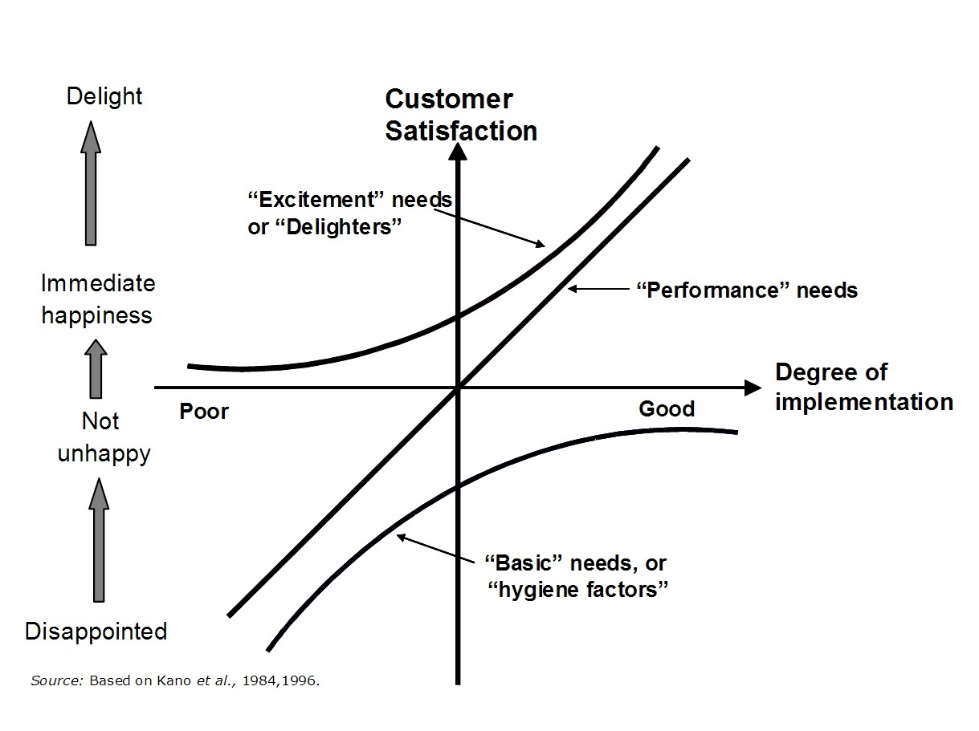 Delight
Customer
Satisfaction
“Excitement” needs
or “Delighters”
Immediate
happiness
“Performance” needs
Degree of
implementation
Poor
Good
Not
unhappy
“Basic” needs, or
“hygiene factors”
Disappointed
Source: Based on Kano et al., 1984,1996.